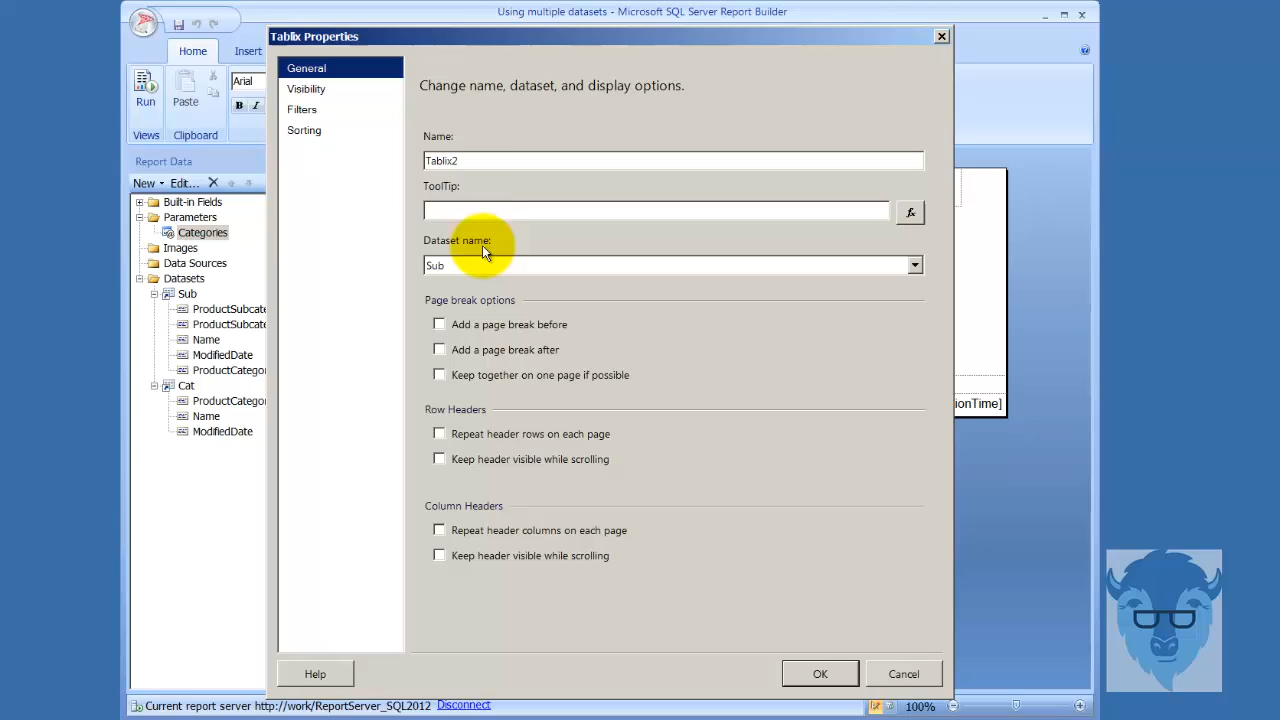 Using multiple datasets - Microsoft SQL Server Report Builder
Tablix Properties
Home
Insert
Run
Paste
Arial
B I
Views
Clipboard
Report Data
New
Edit...
Built-in Fields
Parameters
Categories
Images
Data Sources
Datasets
Sub
ProductSubcate
ProductSubcate
Name
ModifiedDate
ProductCategor
Cat
ProductCategor
Name
ModifiedDate
General
Visibility
Filters
Sorting
Change name, dataset, and display options.
Name:
Tablix2
ToolTip:
fx
Dataset name:
Sub
Page break options
Add a page break before
Add a page break after
Keep together on one page if possible
Row Headers
Repeat header rows on each page
Keep header visible while scrolling
Column Headers
Repeat header columns on each page
Keep header visible while scrolling
ionTime]
Help
OK
Cancel
Current report server http://work/ReportServer_SQL2012
Disconnect
100%